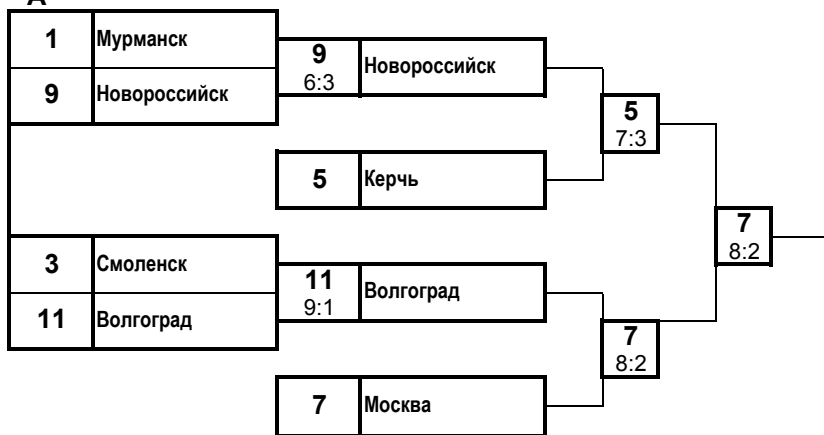 А
1 Мурманск
9 Новороссийск
6:3
9 Новороссийск
5
7:3
5 Керчь
7
8:2
3 Смоленск
11 Волгоград
9:1
11 Волгоград
7
8:2
7 Москва